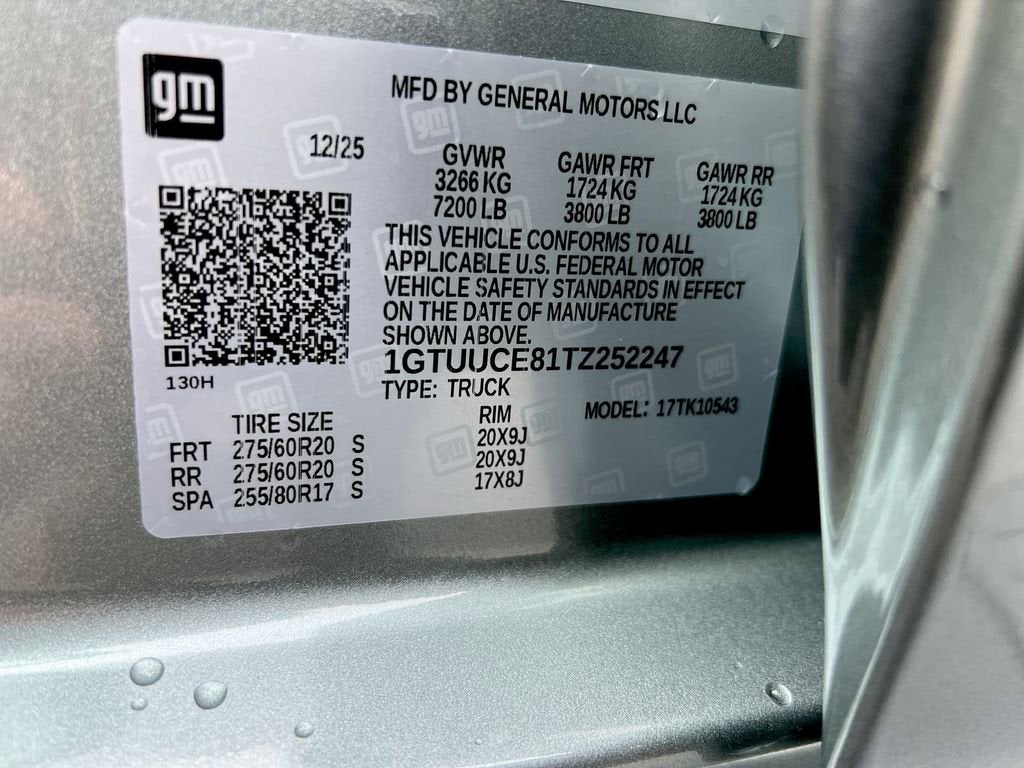 gm
MFD BY GENERAL MOTORS LLC
12/25
GVWR GAWR FRT GAWR RR
3266 KG 1724 KG 1724 KG
7200 LB 3800 LB 3800 LB
THIS VEHICLE CONFORMS TO ALL
APPLICABLE U.S. FEDERAL MOTOR
VEHICLE SAFETY STANDARDS IN EFFECT
ON THE DATE OF MANUFACTURE
SHOWN ABOVE.
1GTUUCE81TZ252247
130H
TYPE: TRUCK
TIRE SIZE RIM MODEL: 17TK10543
FRT 275/60R20 S 20X9J
RR 275/60R20 S 20X9J
SPA 255/80R17 S 17X8J